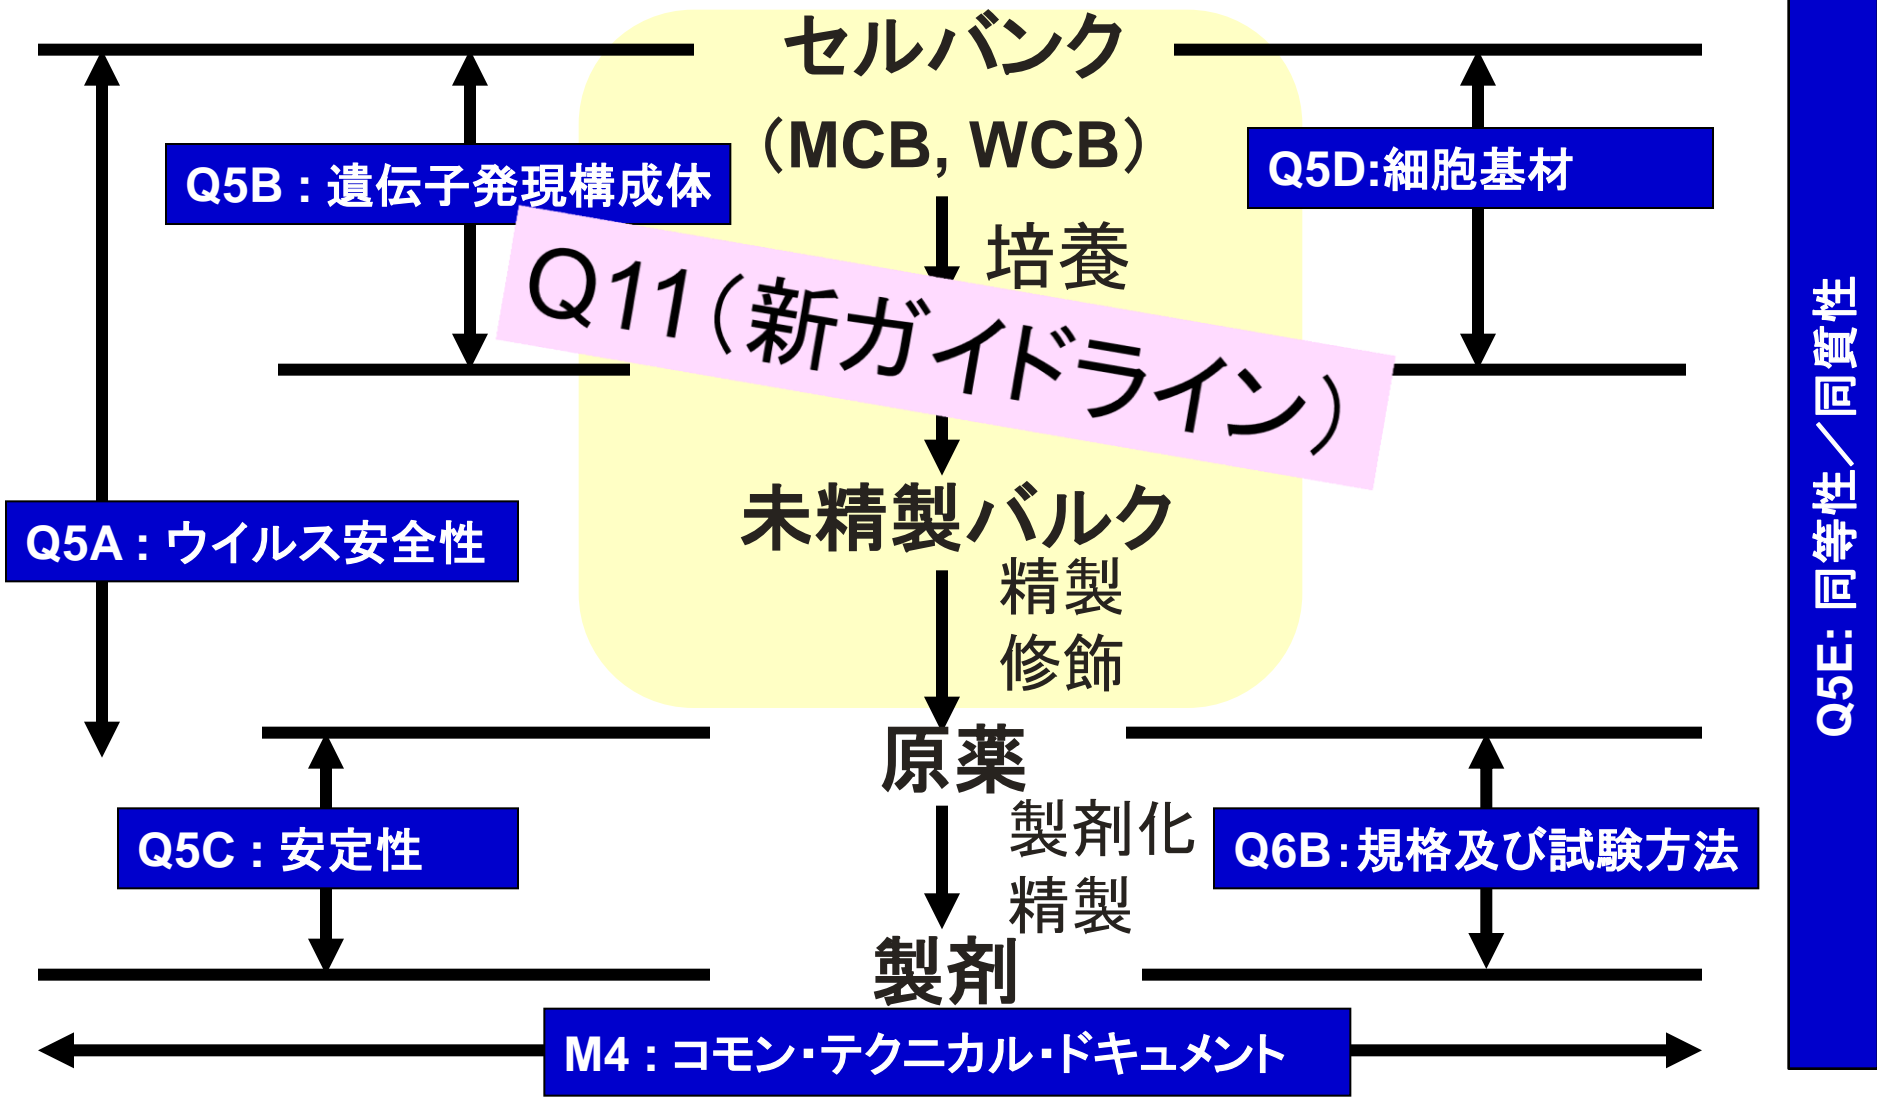 セルバンク
（MCB, WCB）
Q5B : 遺伝子発現構成体
Q5D:細胞基材
培養
Q11（新ガイドライン）
未精製バルク
Q5A : ウイルス安全性
精製
修飾
原薬
製剤化
精製
Q5C : 安定性
Q6B:規格及び試験方法
製剤
M4 : コモン・テクニカル・ドキュメント
Q5E: 同等性／同質性